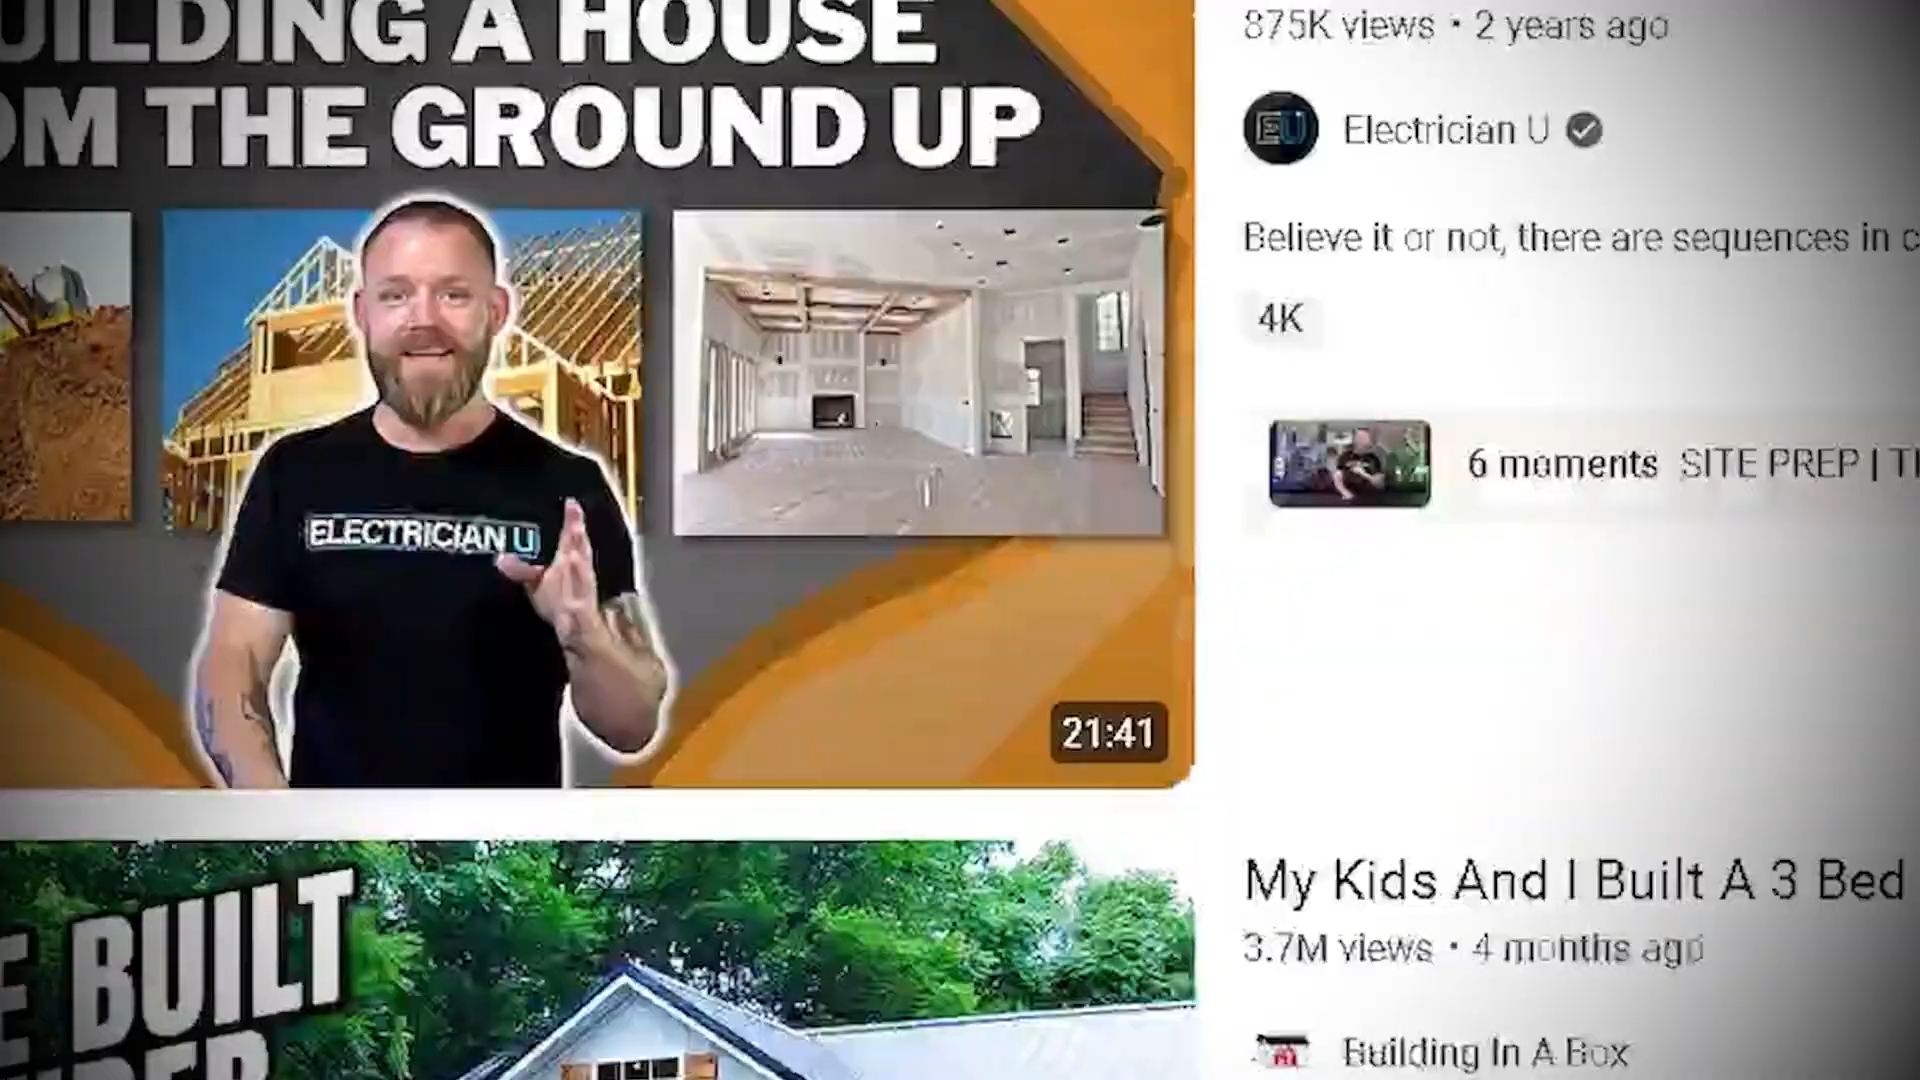 UILDING A HOUSE
OM THE GROUND UP
ELECTRICIAN U
21:41
875K views • 2 years ago
EU
Electrician U
Believe it or not, there are sequences in c
4K
6 moments SITE PREP | T
E BUILT
My Kids And I Built A 3 Bed
3.7M views • 4 months ago
Building In A Box